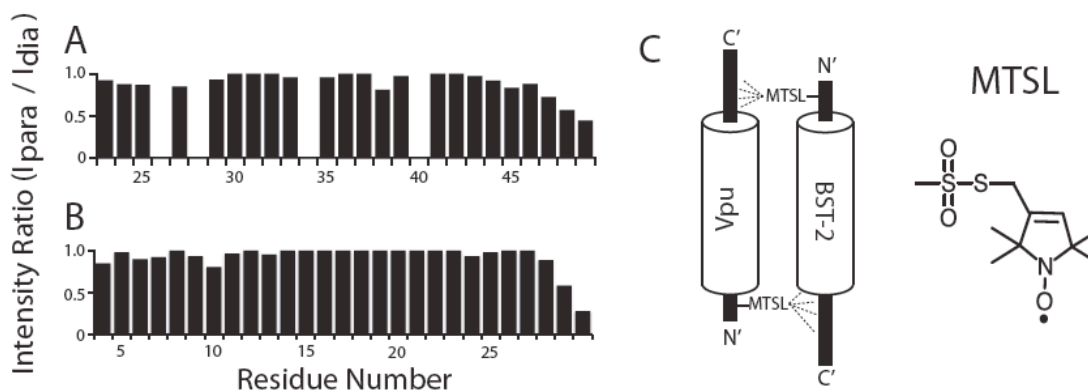 A
Intensity Ratio (Ipara / Idia)
1.0
0.5
0
25 30 35 40 45
B
1.0
0.5
0
5 10 15 20 25
Residue Number
C
C'
N'
MTSL
Vpu
BST-2
MTSL
N'
C'
MTSL
O
S S
O
N
O